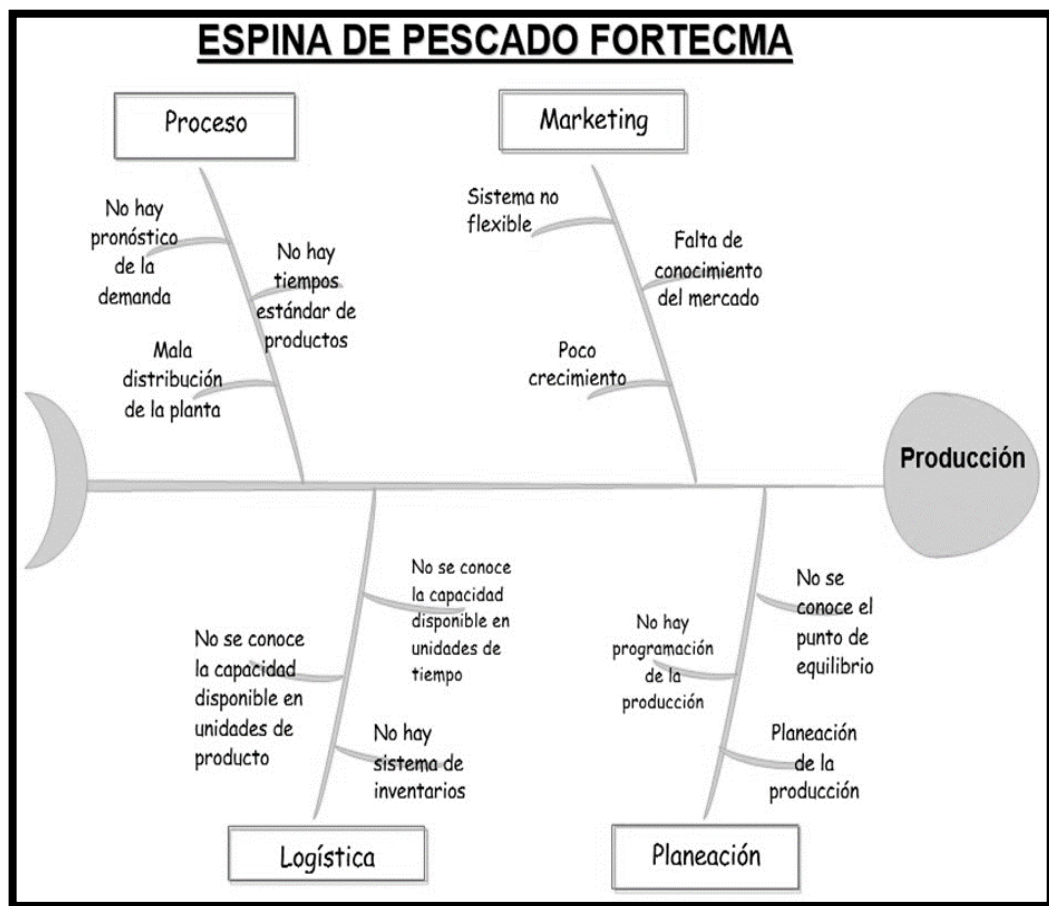 ESPINA DE PESCADO FORTECMA
Proceso
No hay
pronóstico
de la
demanda
No hay
tiempos
estándar de
productos
Mala
distribución
de la planta
Marketing
Sistema no
flexible
Falta de
conocimiento
del mercado
Poco
crecimiento
Producción
No se conoce
la capacidad
disponible en
unidades de
tiempo
No se conoce
la capacidad
disponible en
unidades de
producto
No hay
sistema de
inventarios
Logística
No se
conoce el
punto de
equilibrio
No hay
programación
de la
producción
Planeación
de la
producción
Planeación